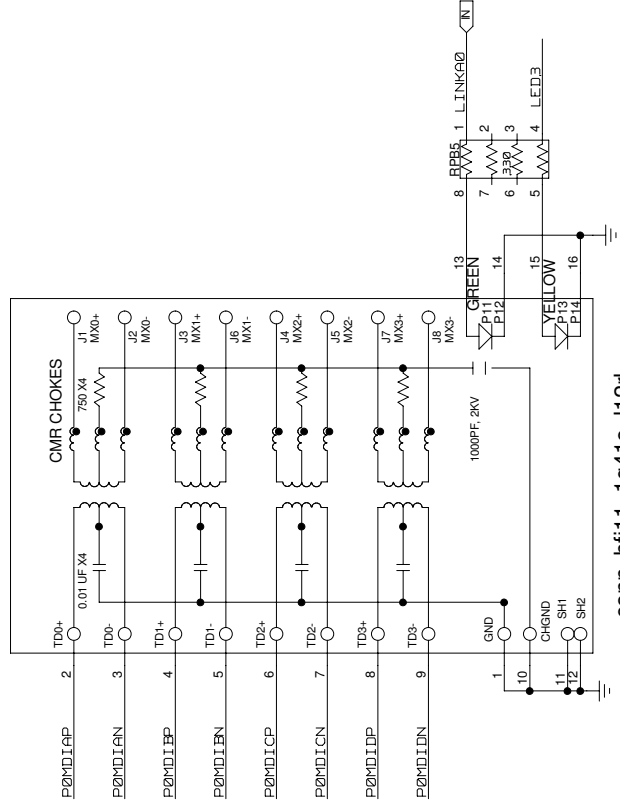 CMR CHOKES
0.01 UF X4
750 X4
P0MDIAP 2 TD0+
P0MDIAN 3 TD0-
P0MDIBP 4 TD1+
P0MDIBN 5 TD1-
P0MDICP 6 TD2+
P0MDICN 7 TD2-
P0MDIDP 8 TD3+
P0MDIDN 9 TD3-
1 GND
10 CHGND
11 SH1
12 SH2
J1
MX0+
J2
MX0-
J3
MX1+
J6
MX1-
J4
MX2+
J5
MX2-
J7
MX3+
J8
MX3-
1000PF, 2KV
GREEN
P11
P12
YELLOW
P13
P14
13
14
15
16
RPB5
330
8 1
7 2
6 3
5 4
LINKA0
IN
LED3